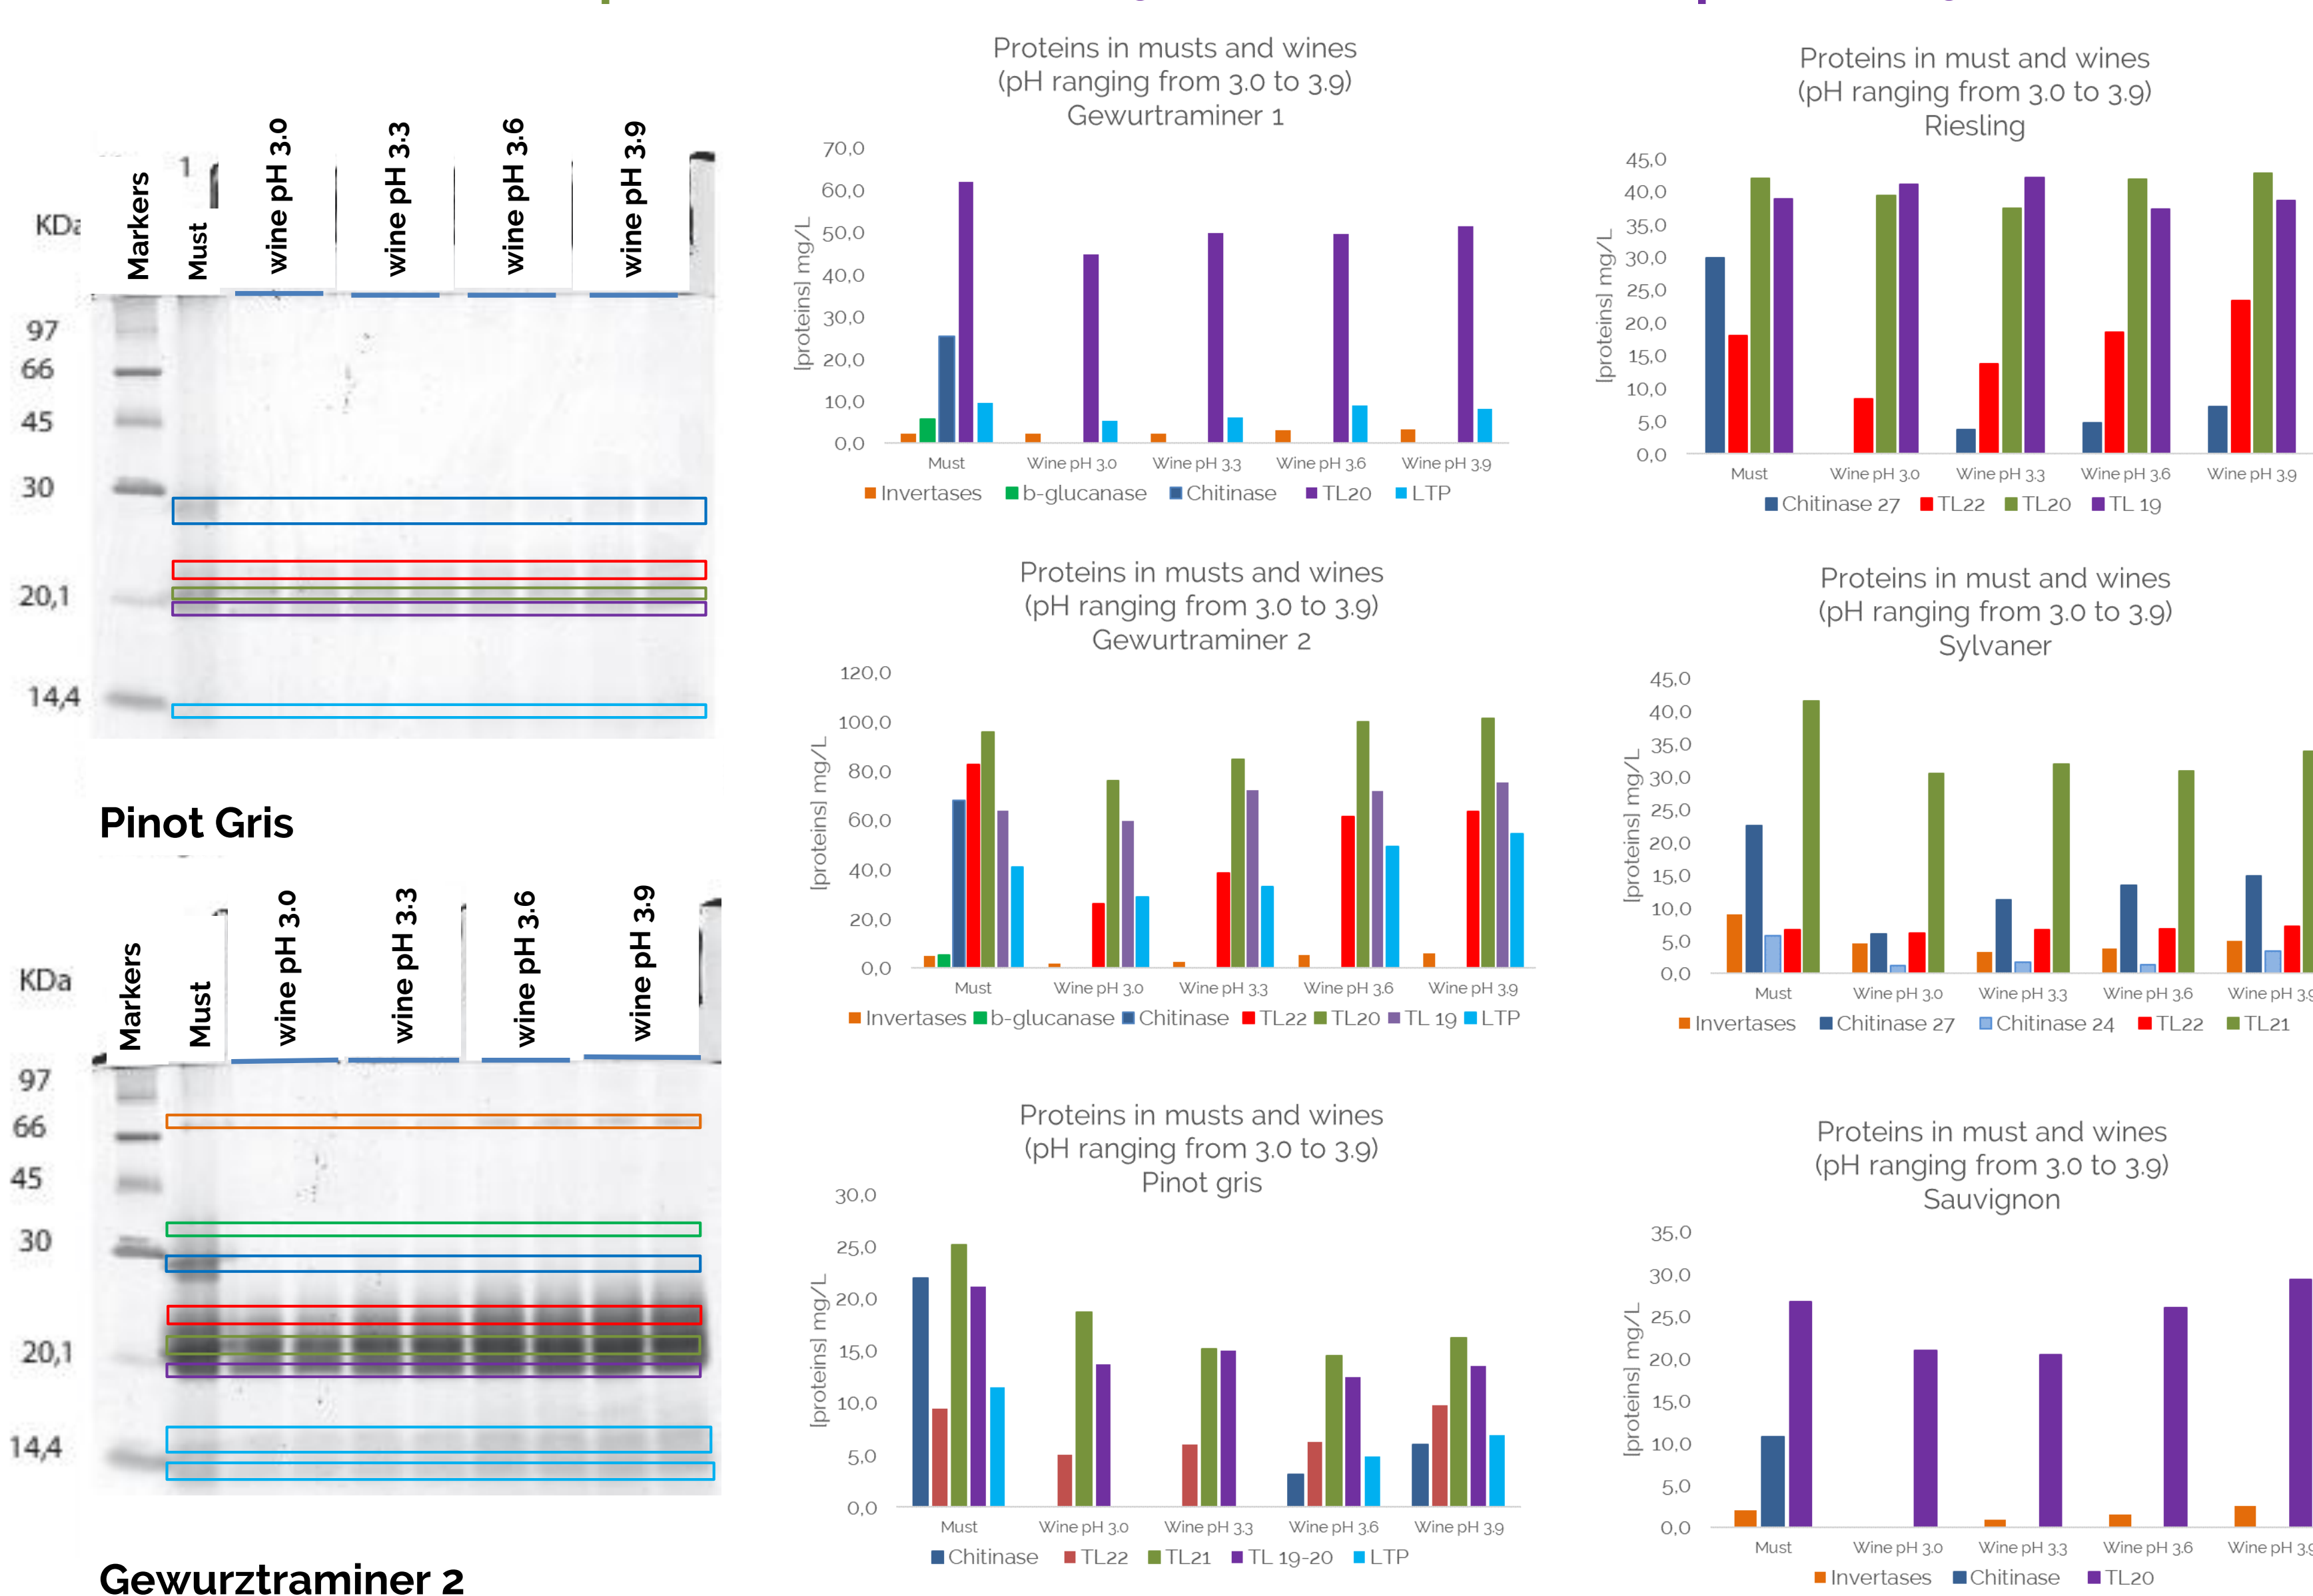 KDa
Markers
1
Must
wine pH 3.0
wine pH 3.3
wine pH 3.6
wine pH 3.9
97
66
45
30
20,1
14,4
Pinot Gris
KDa
Markers
Must
wine pH 3.0
wine pH 3.3
wine pH 3.6
wine pH 3.9
97
66
45
30
20,1
14,4
Gewurztraminer 2
Proteins in musts and wines
(pH ranging from 3.0 to 3.9)
Gewurtraminer 1
[proteins] mg/L
70,0
60,0
50,0
40,0
30,0
20,0
10,0
0,0
Must Wine pH 3.0 Wine pH 3.3 Wine pH 3.6 Wine pH 3.9
Invertases b-glucanase Chitinase TL20 LTP
Proteins in musts and wines
(pH ranging from 3.0 to 3.9)
Gewurtraminer 2
[proteins] mg/L
120,0
100,0
80,0
60,0
40,0
20,0
0,0
Must Wine pH 3.0 Wine pH 3.3 Wine pH 3.6 Wine pH 3.9
Invertases b-glucanase Chitinase TL22 TL20 TL 19 LTP
Proteins in musts and wines
(pH ranging from 3.0 to 3.9)
Pinot gris
[proteins] mg/L
30,0
25,0
20,0
15,0
10,0
5,0
0,0
Must Wine pH 3.0 Wine pH 3.3 Wine pH 3.6 Wine pH 3.9
Chitinase TL22 TL21 TL 19-20 LTP
Proteins in must and wines
(pH ranging from 3.0 to 3.9)
Riesling
[proteins] mg/L
45,0
40,0
35,0
30,0
25,0
20,0
15,0
10,0
5,0
0,0
Must Wine pH 3.0 Wine pH 3.3 Wine pH 3.6 Wine pH 3.9
Chitinase 27 TL22 TL20 TL 19
Proteins in must and wines
(pH ranging from 3.0 to 3.9)
Sylvaner
[proteins] mg/L
45,0
40,0
35,0
30,0
25,0
20,0
15,0
10,0
5,0
0,0
Must Wine pH 3.0 Wine pH 3.3 Wine pH 3.6 Wine pH 3.9
Invertases Chitinase 27 Chitinase 24 TL22 TL21
Proteins in must and wines
(pH ranging from 3.0 to 3.9)
Sauvignon
[proteins] mg/L
35,0
30,0
25,0
20,0
15,0
10,0
5,0
0,0
Must Wine pH 3.0 Wine pH 3.3 Wine pH 3.6 Wine pH 3.9
Invertases Chitinase TL20